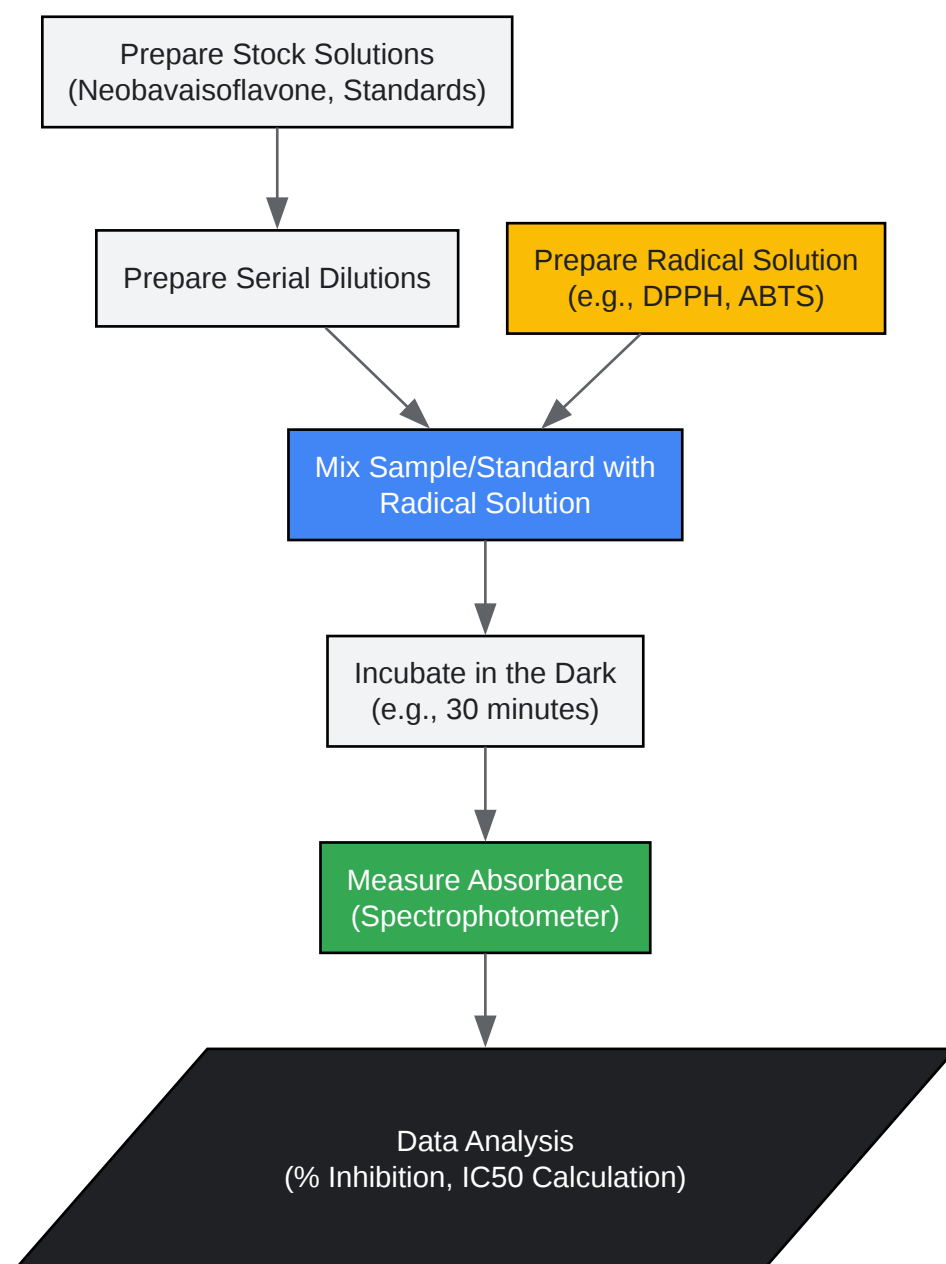 Prepare Stock Solutions
(Neobavaisoflavone, Standards)
Prepare Serial Dilutions
Prepare Radical Solution
(e.g., DPPH, ABTS)
Mix Sample/Standard with
Radical Solution
Incubate in the Dark
(e.g., 30 minutes)
Measure Absorbance
(Spectrophotometer)
Data Analysis
(% Inhibition, IC50 Calculation)